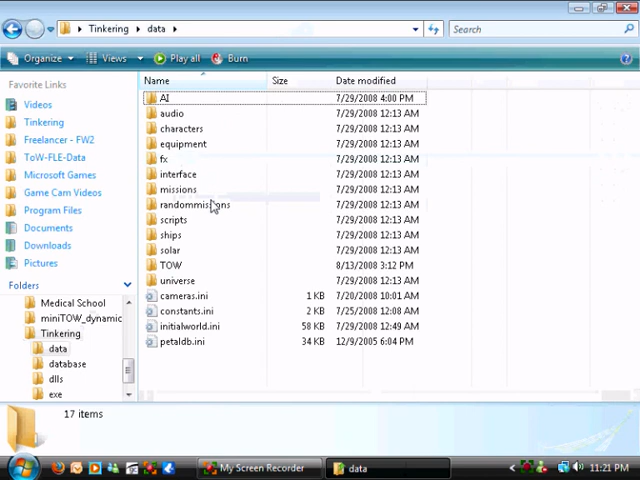 Tinkering ▸ data ▸
Search
Organize Views Play all Burn
Favorite Links
Videos
Tinkering
Freelancer - FW2
ToW-FLE-Data
Microsoft Games
Game Cam Videos
Program Files
Documents
Downloads
Pictures
Folders
Medical School
miniTOW_dynamic
Tinkering
data
database
dlls
exe
Name Size Date modified
AI 7/29/2008 4:00 PM
audio 7/29/2008 12:13 AM
characters 7/29/2008 12:13 AM
equipment 7/29/2008 12:13 AM
fx 7/29/2008 12:13 AM
interface 7/29/2008 12:13 AM
missions 7/29/2008 12:13 AM
randommissions 7/29/2008 12:13 AM
scripts 7/29/2008 12:13 AM
ships 7/29/2008 12:13 AM
solar 7/29/2008 12:13 AM
TOW 8/13/2008 3:12 PM
universe 7/29/2008 12:13 AM
cameras.ini 1 KB 7/20/2008 10:01 AM
constants.ini 2 KB 7/25/2008 12:08 AM
initialworld.ini 58 KB 7/29/2008 12:49 AM
petaldb.ini 34 KB 12/9/2005 6:04 PM
17 items
My Screen Recorder data 11:21 PM